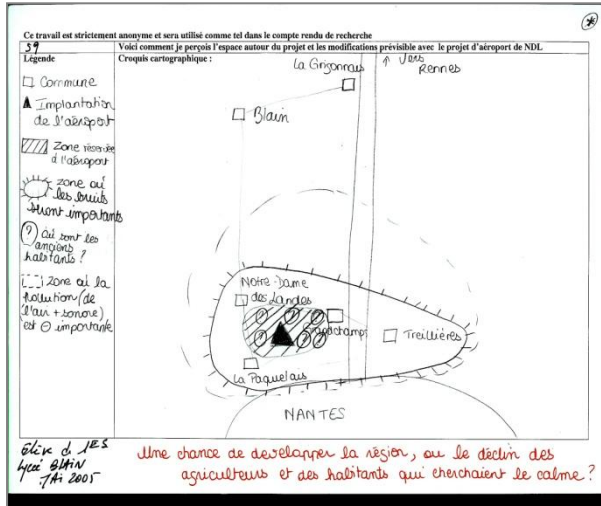 Ce travail est strictement anonyme et sera utilisé comme tel dans le compte rendu de recherche
*
59
Voici comment je perçois l'espace autour du projet et les modifications prévisible avec le projet d'aéroport de NDL
Légende
Commune
Implantation
de l'aéroport
Zone réservée
à l'aéroport
zone où
les bruits
seront importants
? où sont les
anciens
habitants?
zone où la
pollution (de
l'air + sonore)
est ⊖ importante
Croquis cartographique :
La Grigonnais
↑ Vers
Rennes
Blain
Notre-Dame
des Landes
Grandchamps
? ? ?
? ? ?
Treillières
La Paquelais
NANTES
élève de 1ES
Lycée BLAIN
MAI 2005
Une chance de developper la région, ou le déclin des
agriculteurs et des habitants qui cherchaient le calme ?